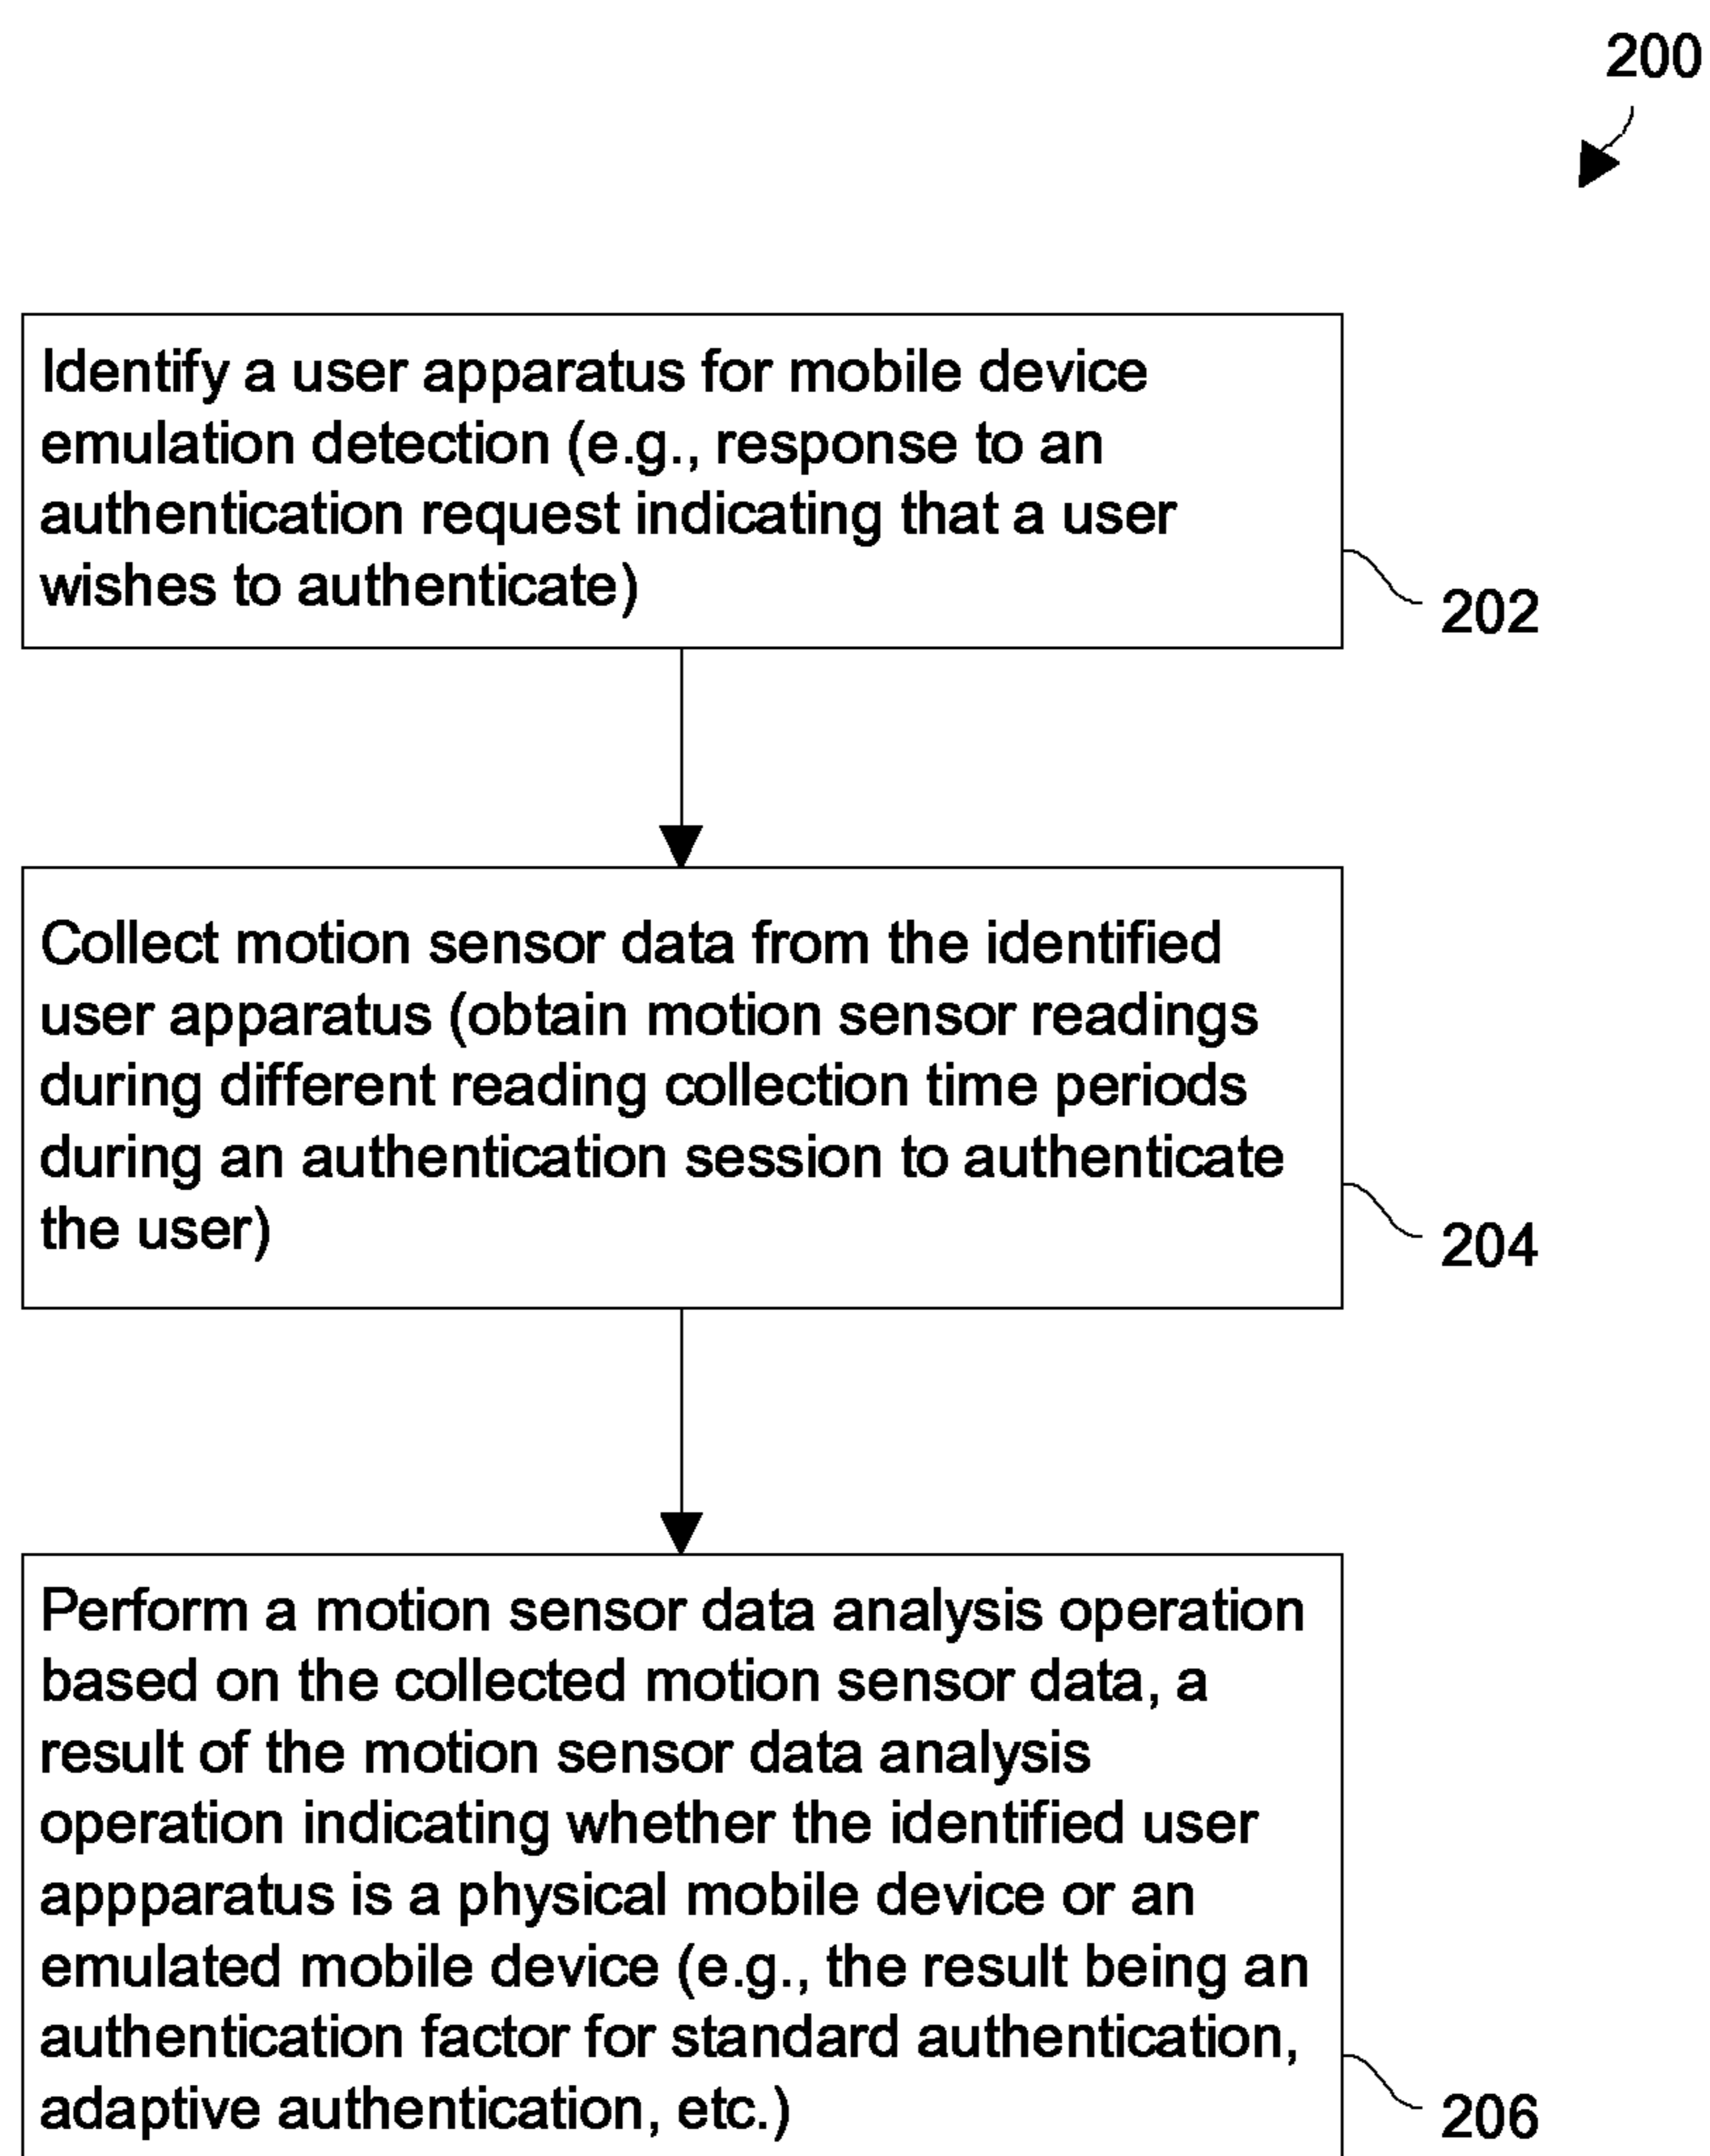 200
Identify a user apparatus for mobile device
emulation detection (e.g., response to an
authentication request indicating that a user
wishes to authenticate)
202
Collect motion sensor data from the identified
user apparatus (obtain motion sensor readings
during different reading collection time periods
during an authentication session to authenticate
the user)
204
Perform a motion sensor data analysis operation
based on the collected motion sensor data, a
result of the motion sensor data analysis
operation indicating whether the identified user
appparatus is a physical mobile device or an
emulated mobile device (e.g., the result being an
authentication factor for standard authentication,
adaptive authentication, etc.)
206